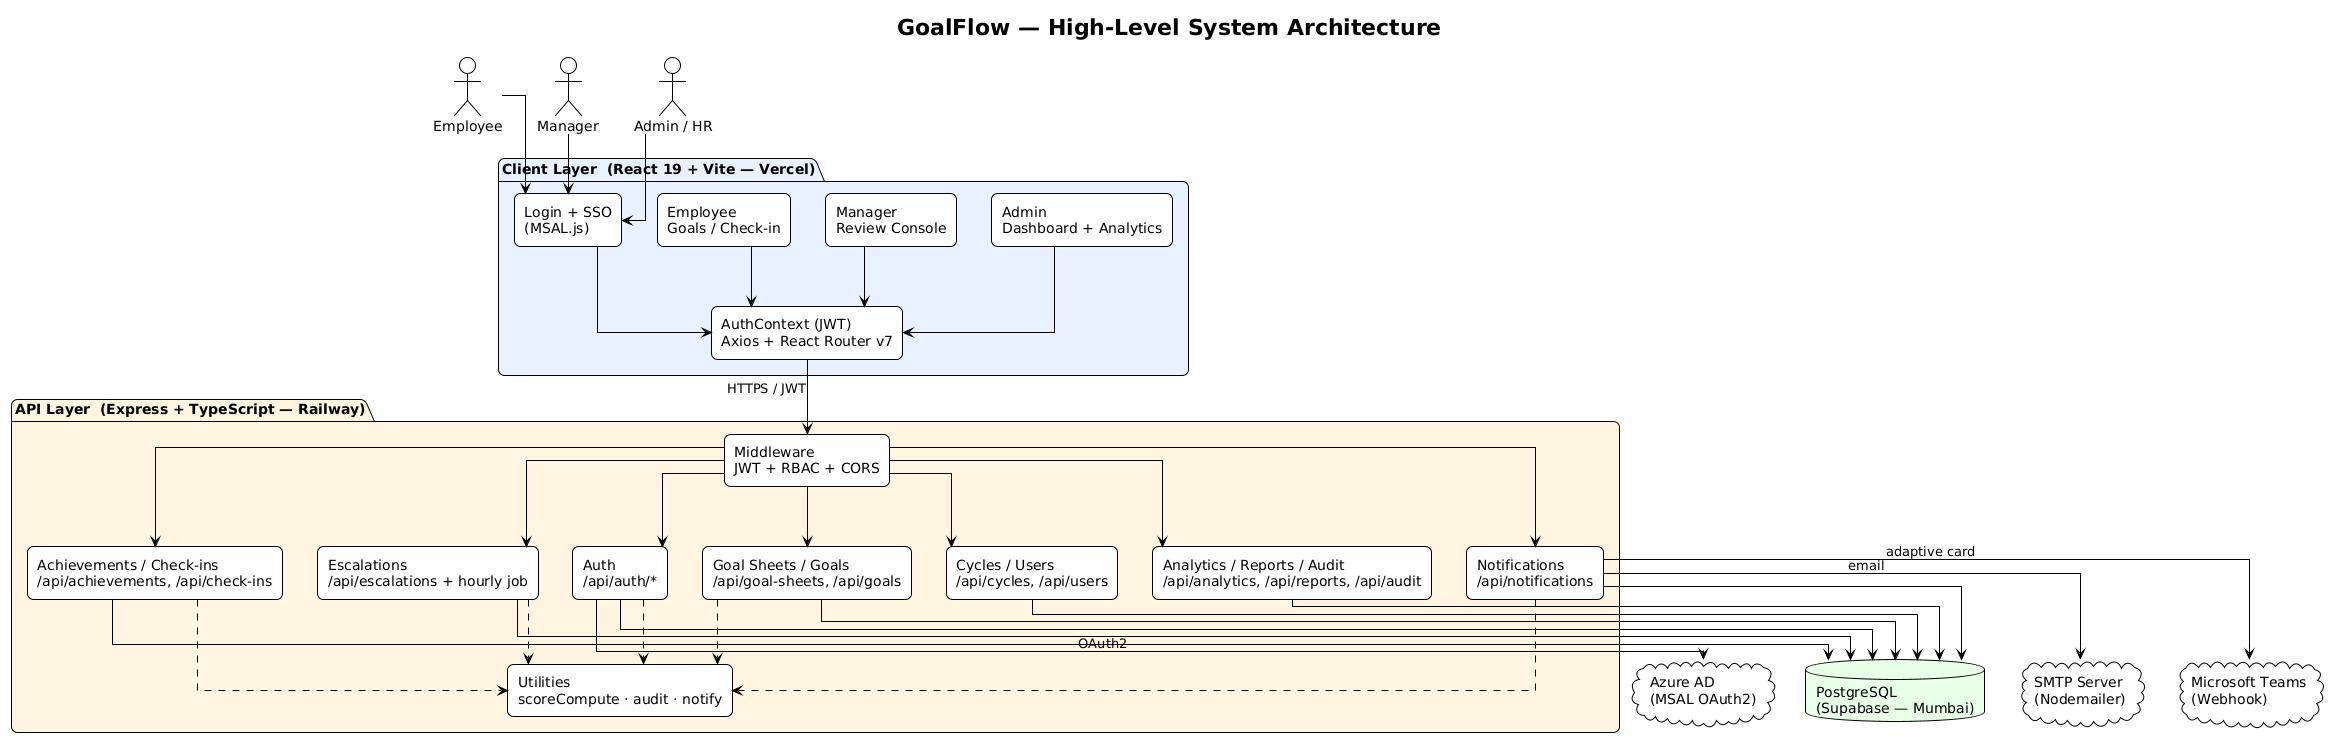 GoalFlow — High-Level System Architecture
Employee
Manager
Admin / HR
Client Layer  (React 19 + Vite — Vercel)
Login + SSO
(MSAL.js)
Employee
Goals / Check-in
Manager
Review Console
Admin
Dashboard + Analytics
AuthContext (JWT)
Axios + React Router v7
HTTPS / JWT
API Layer  (Express + TypeScript — Railway)
Middleware
JWT + RBAC + CORS
Achievements / Check-ins
/api/achievements, /api/check-ins
Escalations
/api/escalations + hourly job
Auth
/api/auth/*
Goal Sheets / Goals
/api/goal-sheets, /api/goals
Cycles / Users
/api/cycles, /api/users
Analytics / Reports / Audit
/api/analytics, /api/reports, /api/audit
Notifications
/api/notifications
adaptive card
email
OAuth2
Utilities
scoreCompute · audit · notify
Azure AD
(MSAL OAuth2)
PostgreSQL
(Supabase — Mumbai)
SMTP Server
(Nodemailer)
Microsoft Teams
(Webhook)